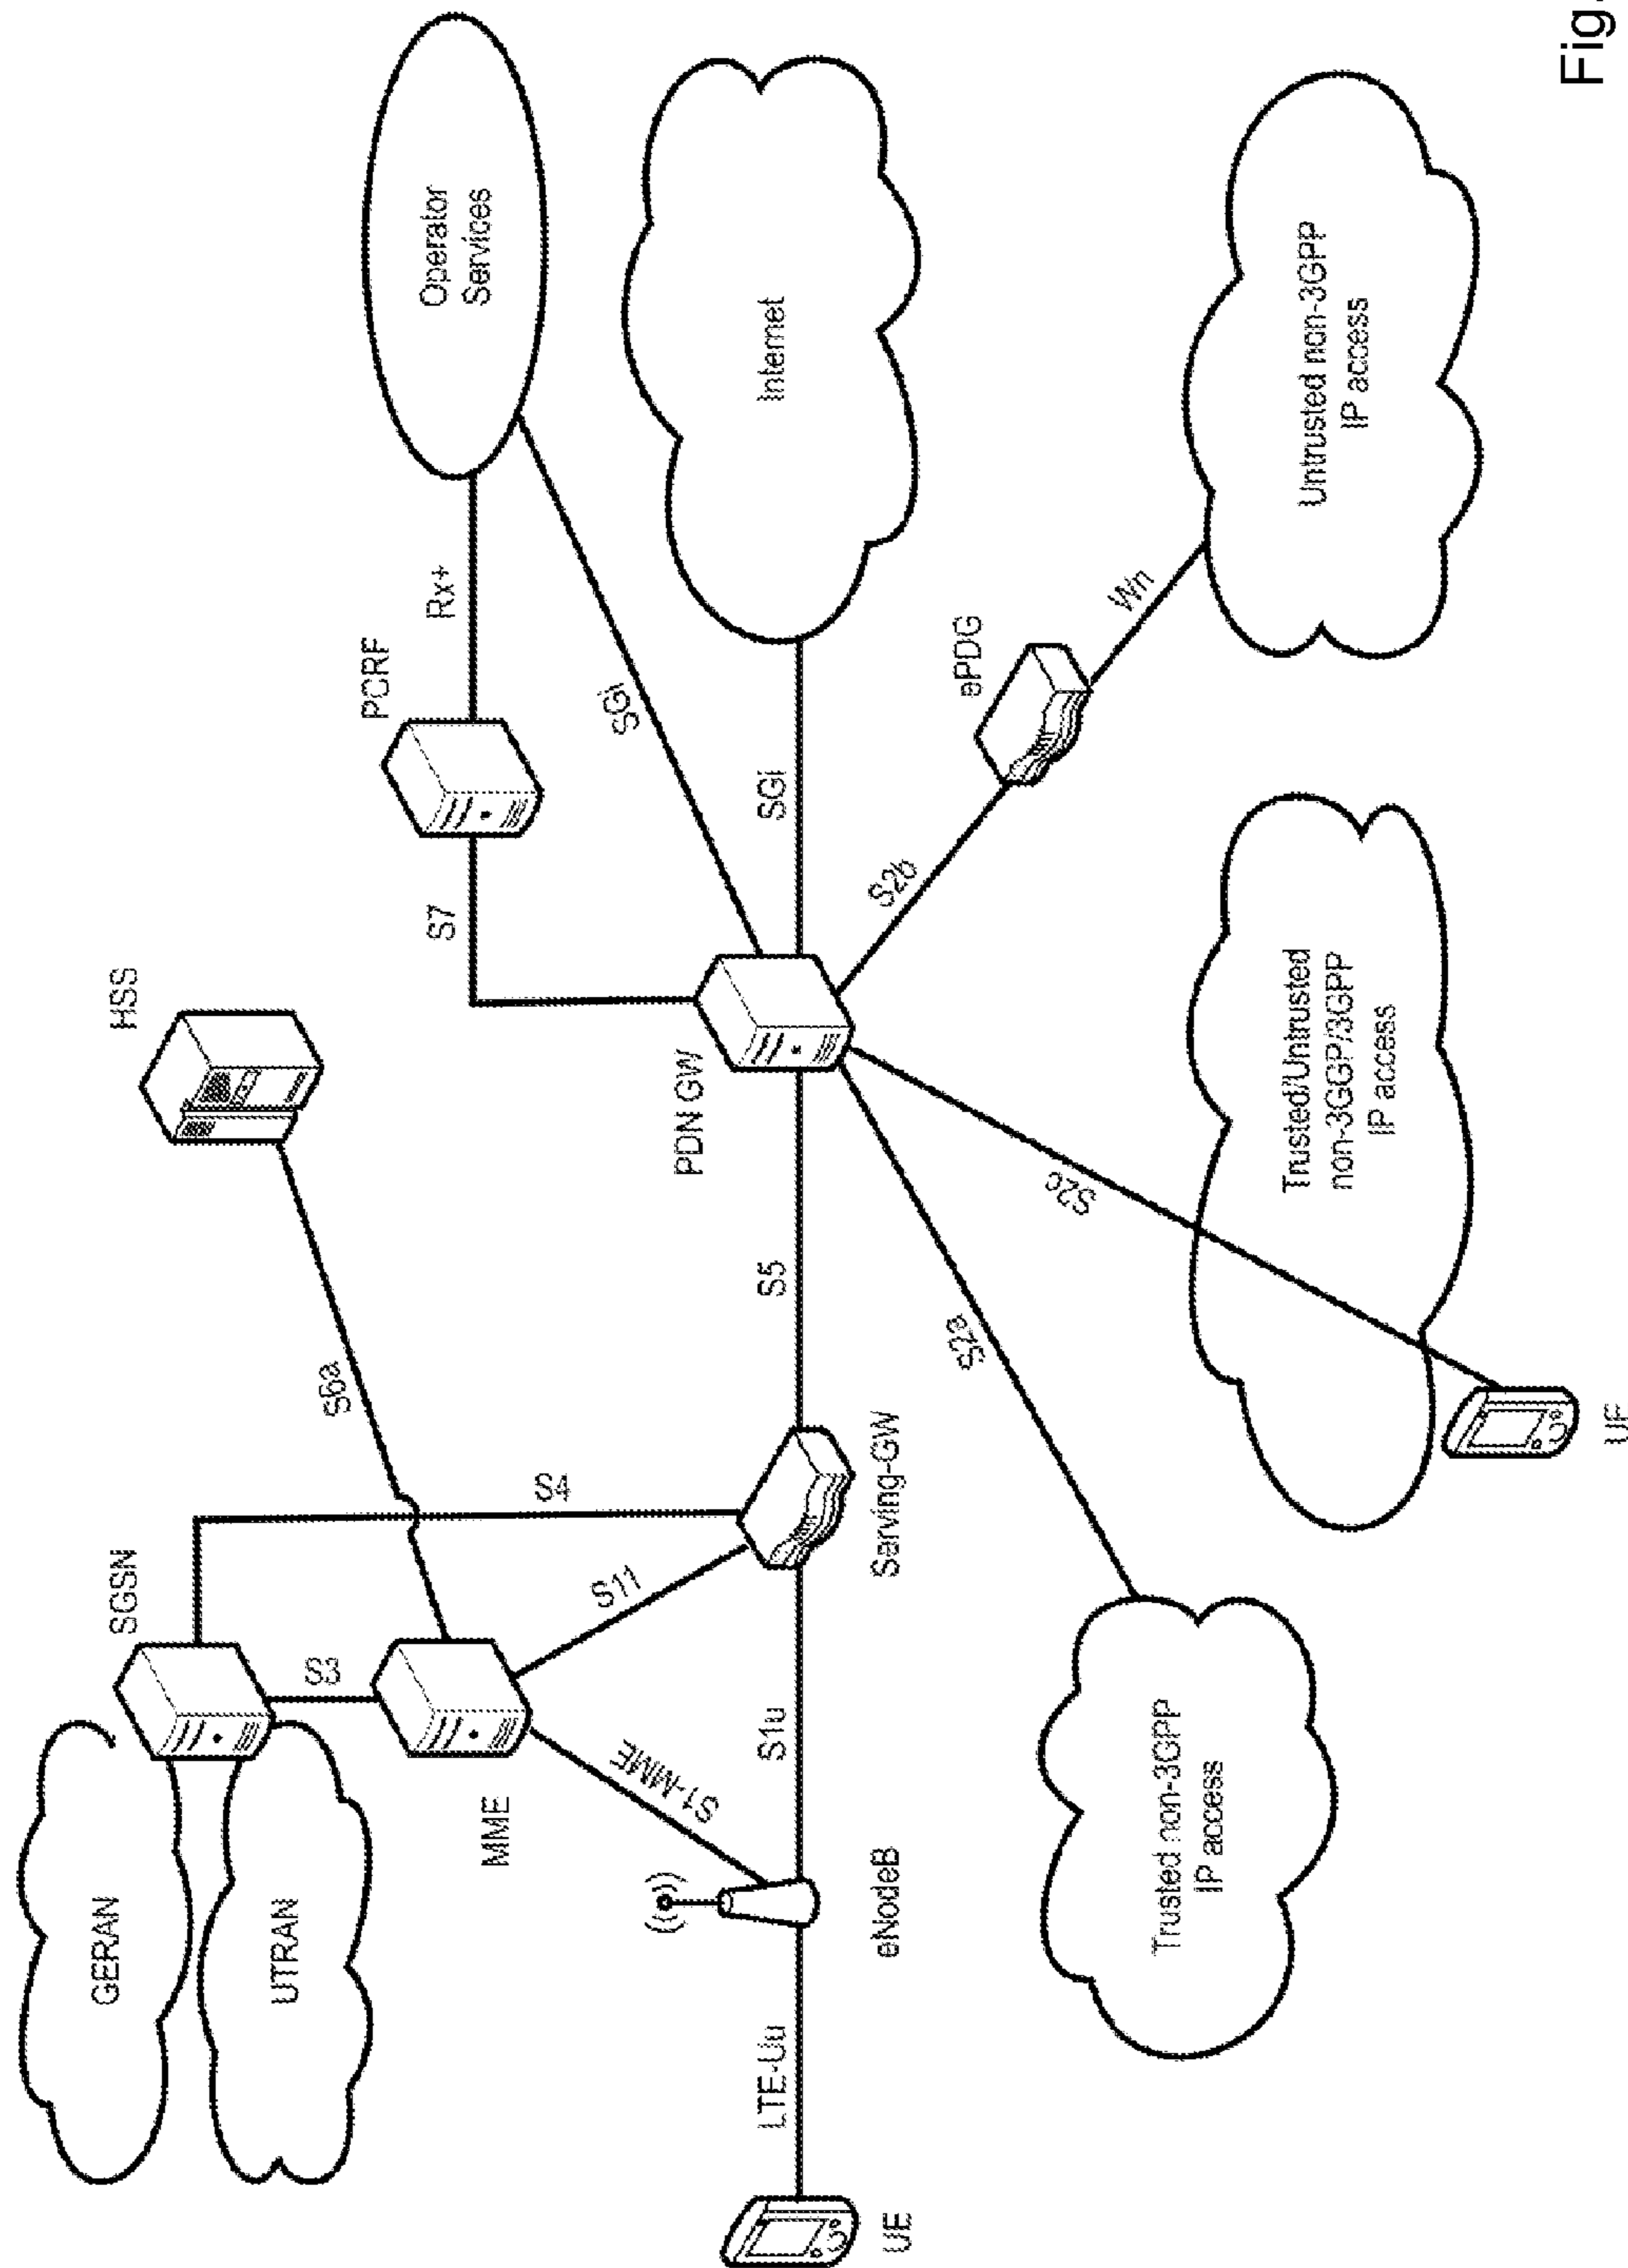 GERAN
UTRAN
SGSN
HSS
S3
S6a
MME
S4
S11
S1-MME
PCRF
S7
Rx+
Operator
Services
SGi
Internet
SGi
PDN GW
S5
S1u
LTE-Uu
UE
eNodeB
Serving-GW
S2a
S2c
S2b
ePDG
Wn
Trusted non-3GPP
IP access
Trusted/Untrusted
non-3GGP/3GPP
IP access
Untrusted non-3GPP
IP access
UE
Fig.